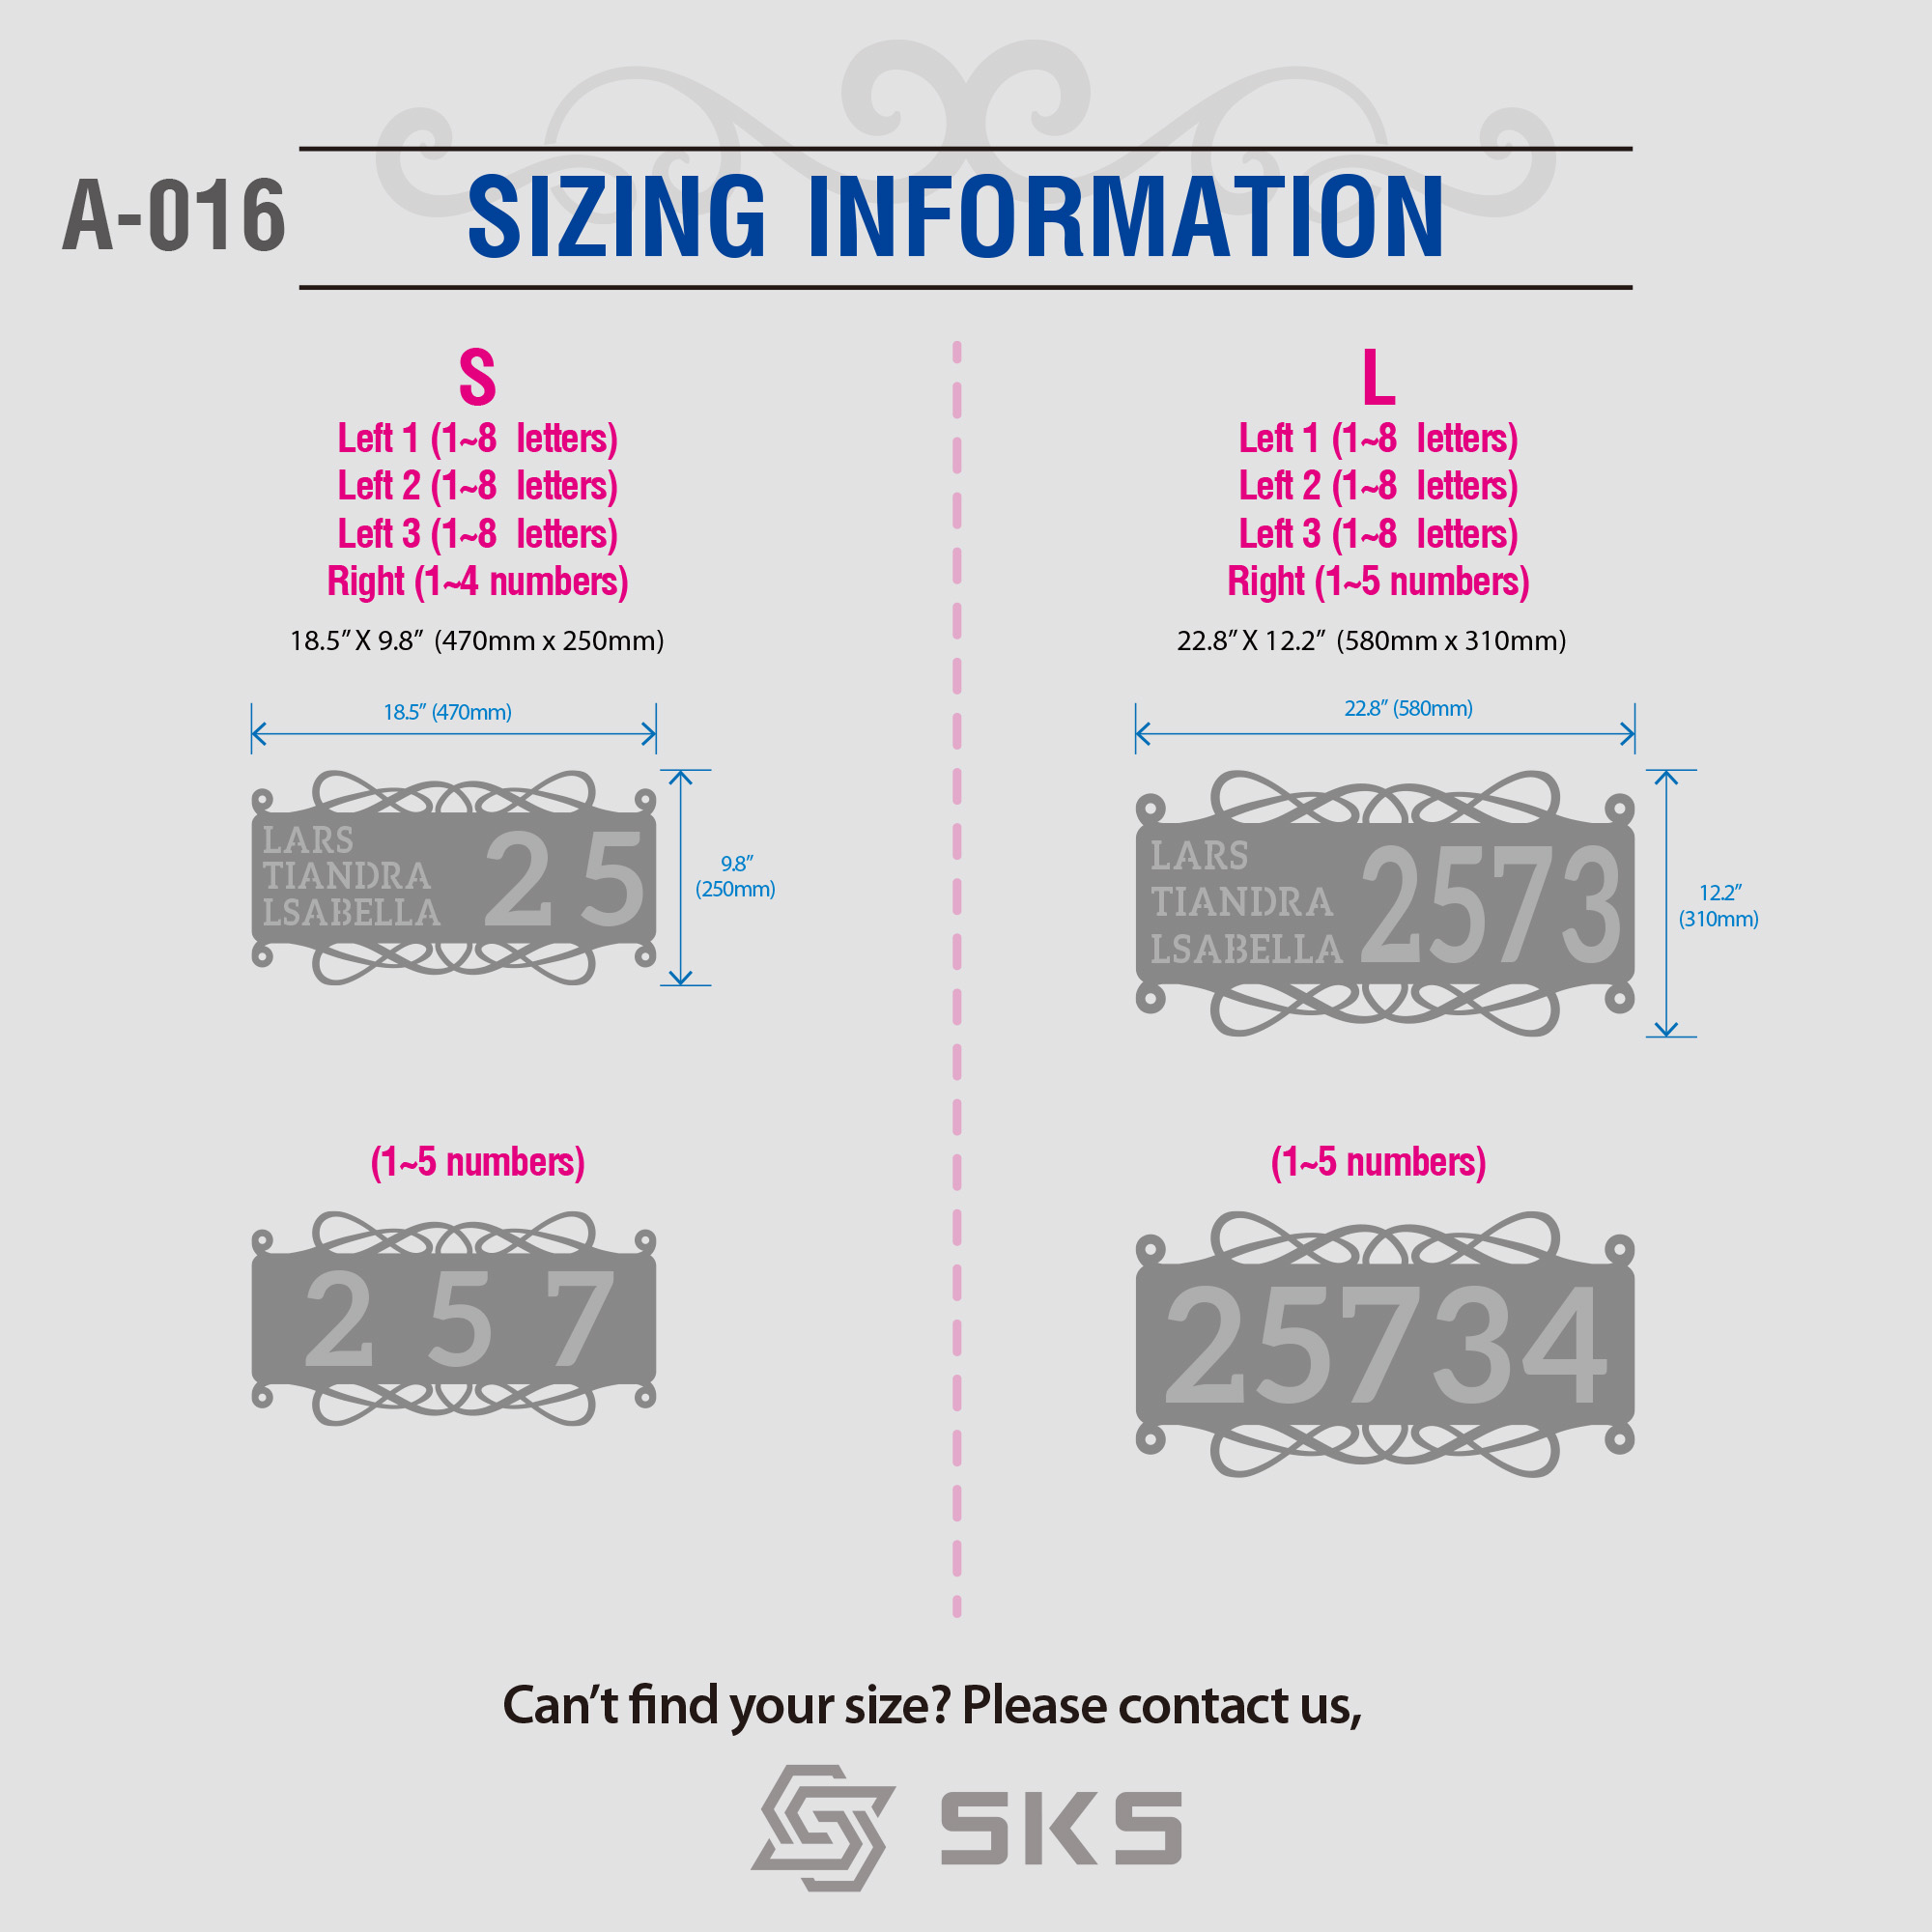 A-016
SIZING INFORMATION
S
Left 1 (1~8 letters)
Left 2 (1~8 letters)
Left 3 (1~8 letters)
Right (1~4 numbers)
18.5” X 9.8” (470mm x 250mm)
18.5” (470mm)
LARS
TIANDRA
LSABELLA
25
9.8”
(250mm)
(1~5 numbers)
2 5 7
L
Left 1 (1~8 letters)
Left 2 (1~8 letters)
Left 3 (1~8 letters)
Right (1~5 numbers)
22.8” X 12.2” (580mm x 310mm)
22.8” (580mm)
LARS
TIANDRA
LSABELLA
2573
12.2”
(310mm)
(1~5 numbers)
25734
Can’t find your size? Please contact us,
SKS